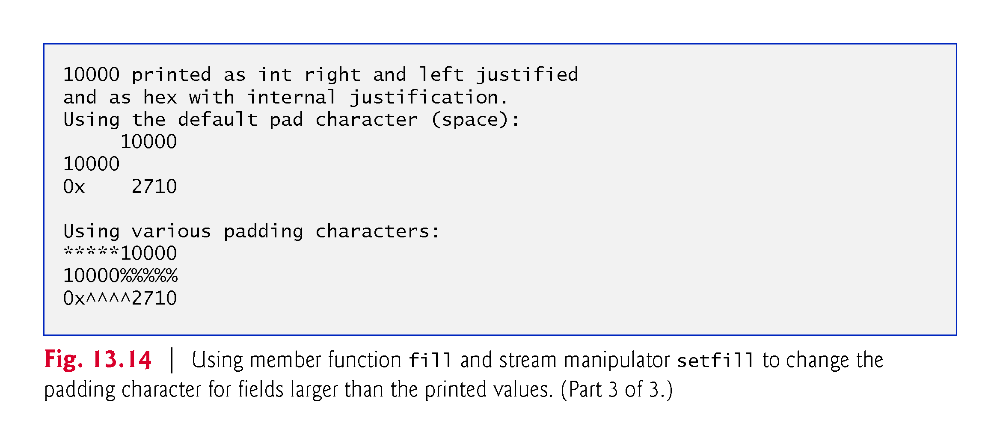 10000 printed as int right and left justified
and as hex with internal justification.
Using the default pad character (space):
     10000
10000
0x    2710

Using various padding characters:
*****10000
10000%%%%%
0x^^^^2710
Fig. 13.14 | Using member function fill and stream manipulator setfill to change the
padding character for fields larger than the printed values. (Part 3 of 3.)